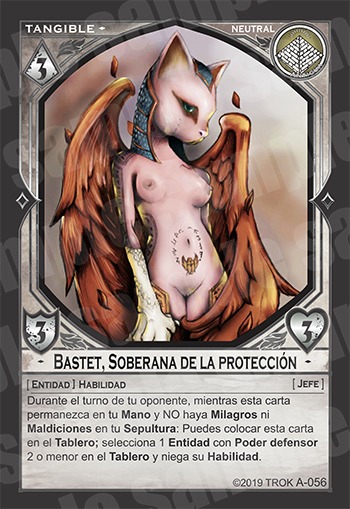 TANGIBLE
NEUTRAL
3
3
3
BASTET, SOBERANA DE LA PROTECCIÓN
[ ENTIDAD ] HABILIDAD
[ JEFE ]
Durante el turno de tu oponente, mientras esta carta
permanezca en tu Mano y NO haya Milagros ni
Maldiciones en tu Sepultura: Puedes colocar esta carta
en el Tablero; selecciona 1 Entidad con Poder defensor
2 o menor en el Tablero y niega su Habilidad.
©2019 TROK A-056